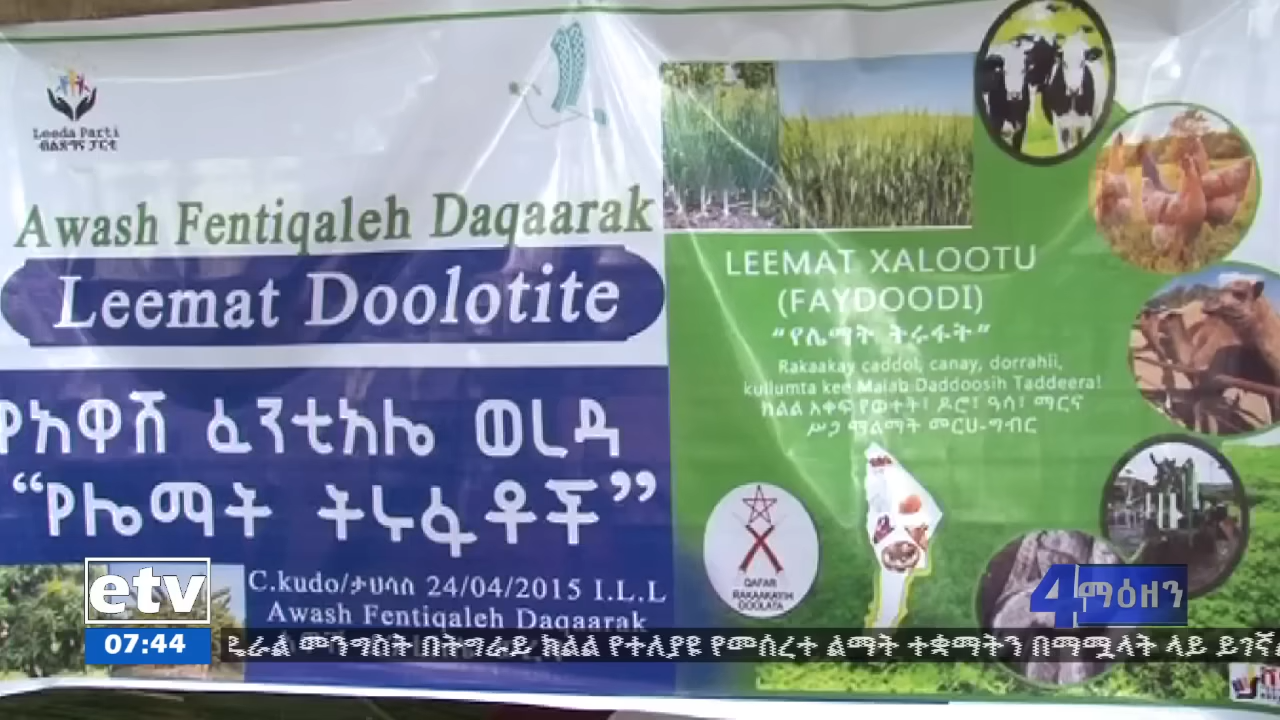 Leeda Parti
ብልጽግና ፓርቲ
Awash Fentiqaleh Daqaarak
Leemat Doolotite
የአዋሽ ፈንቲአሌ ወረዳ
“የሌማት ትሩፋቶች”
C.kudo/ታህሳስ 24/04/2015 I.L.L
Awash Fentiqaleh Daqaarak
LEEMAT XALOOTU
(FAYDOODI)
“የሌማት ትሩፋት”
Rakaakay caddol, canay, dorrahii,
kullumta kee Malab Daddoosih Taddeera!
ክልል አቀፍ የወተት፣ ዶሮ፣ ዓሳ፣ ማርና
ሥጋ ማልማት መርሀ-ግብር
QAFAR
RAKAAKAYIH
DOOLATA
etv
07:44
4ማዕዘን
ዴራል መንግስት በትግራይ ክልል የተለያዩ የመሰረተ ልማት ተቋማትን በማሟላት ላይ ይገኛ